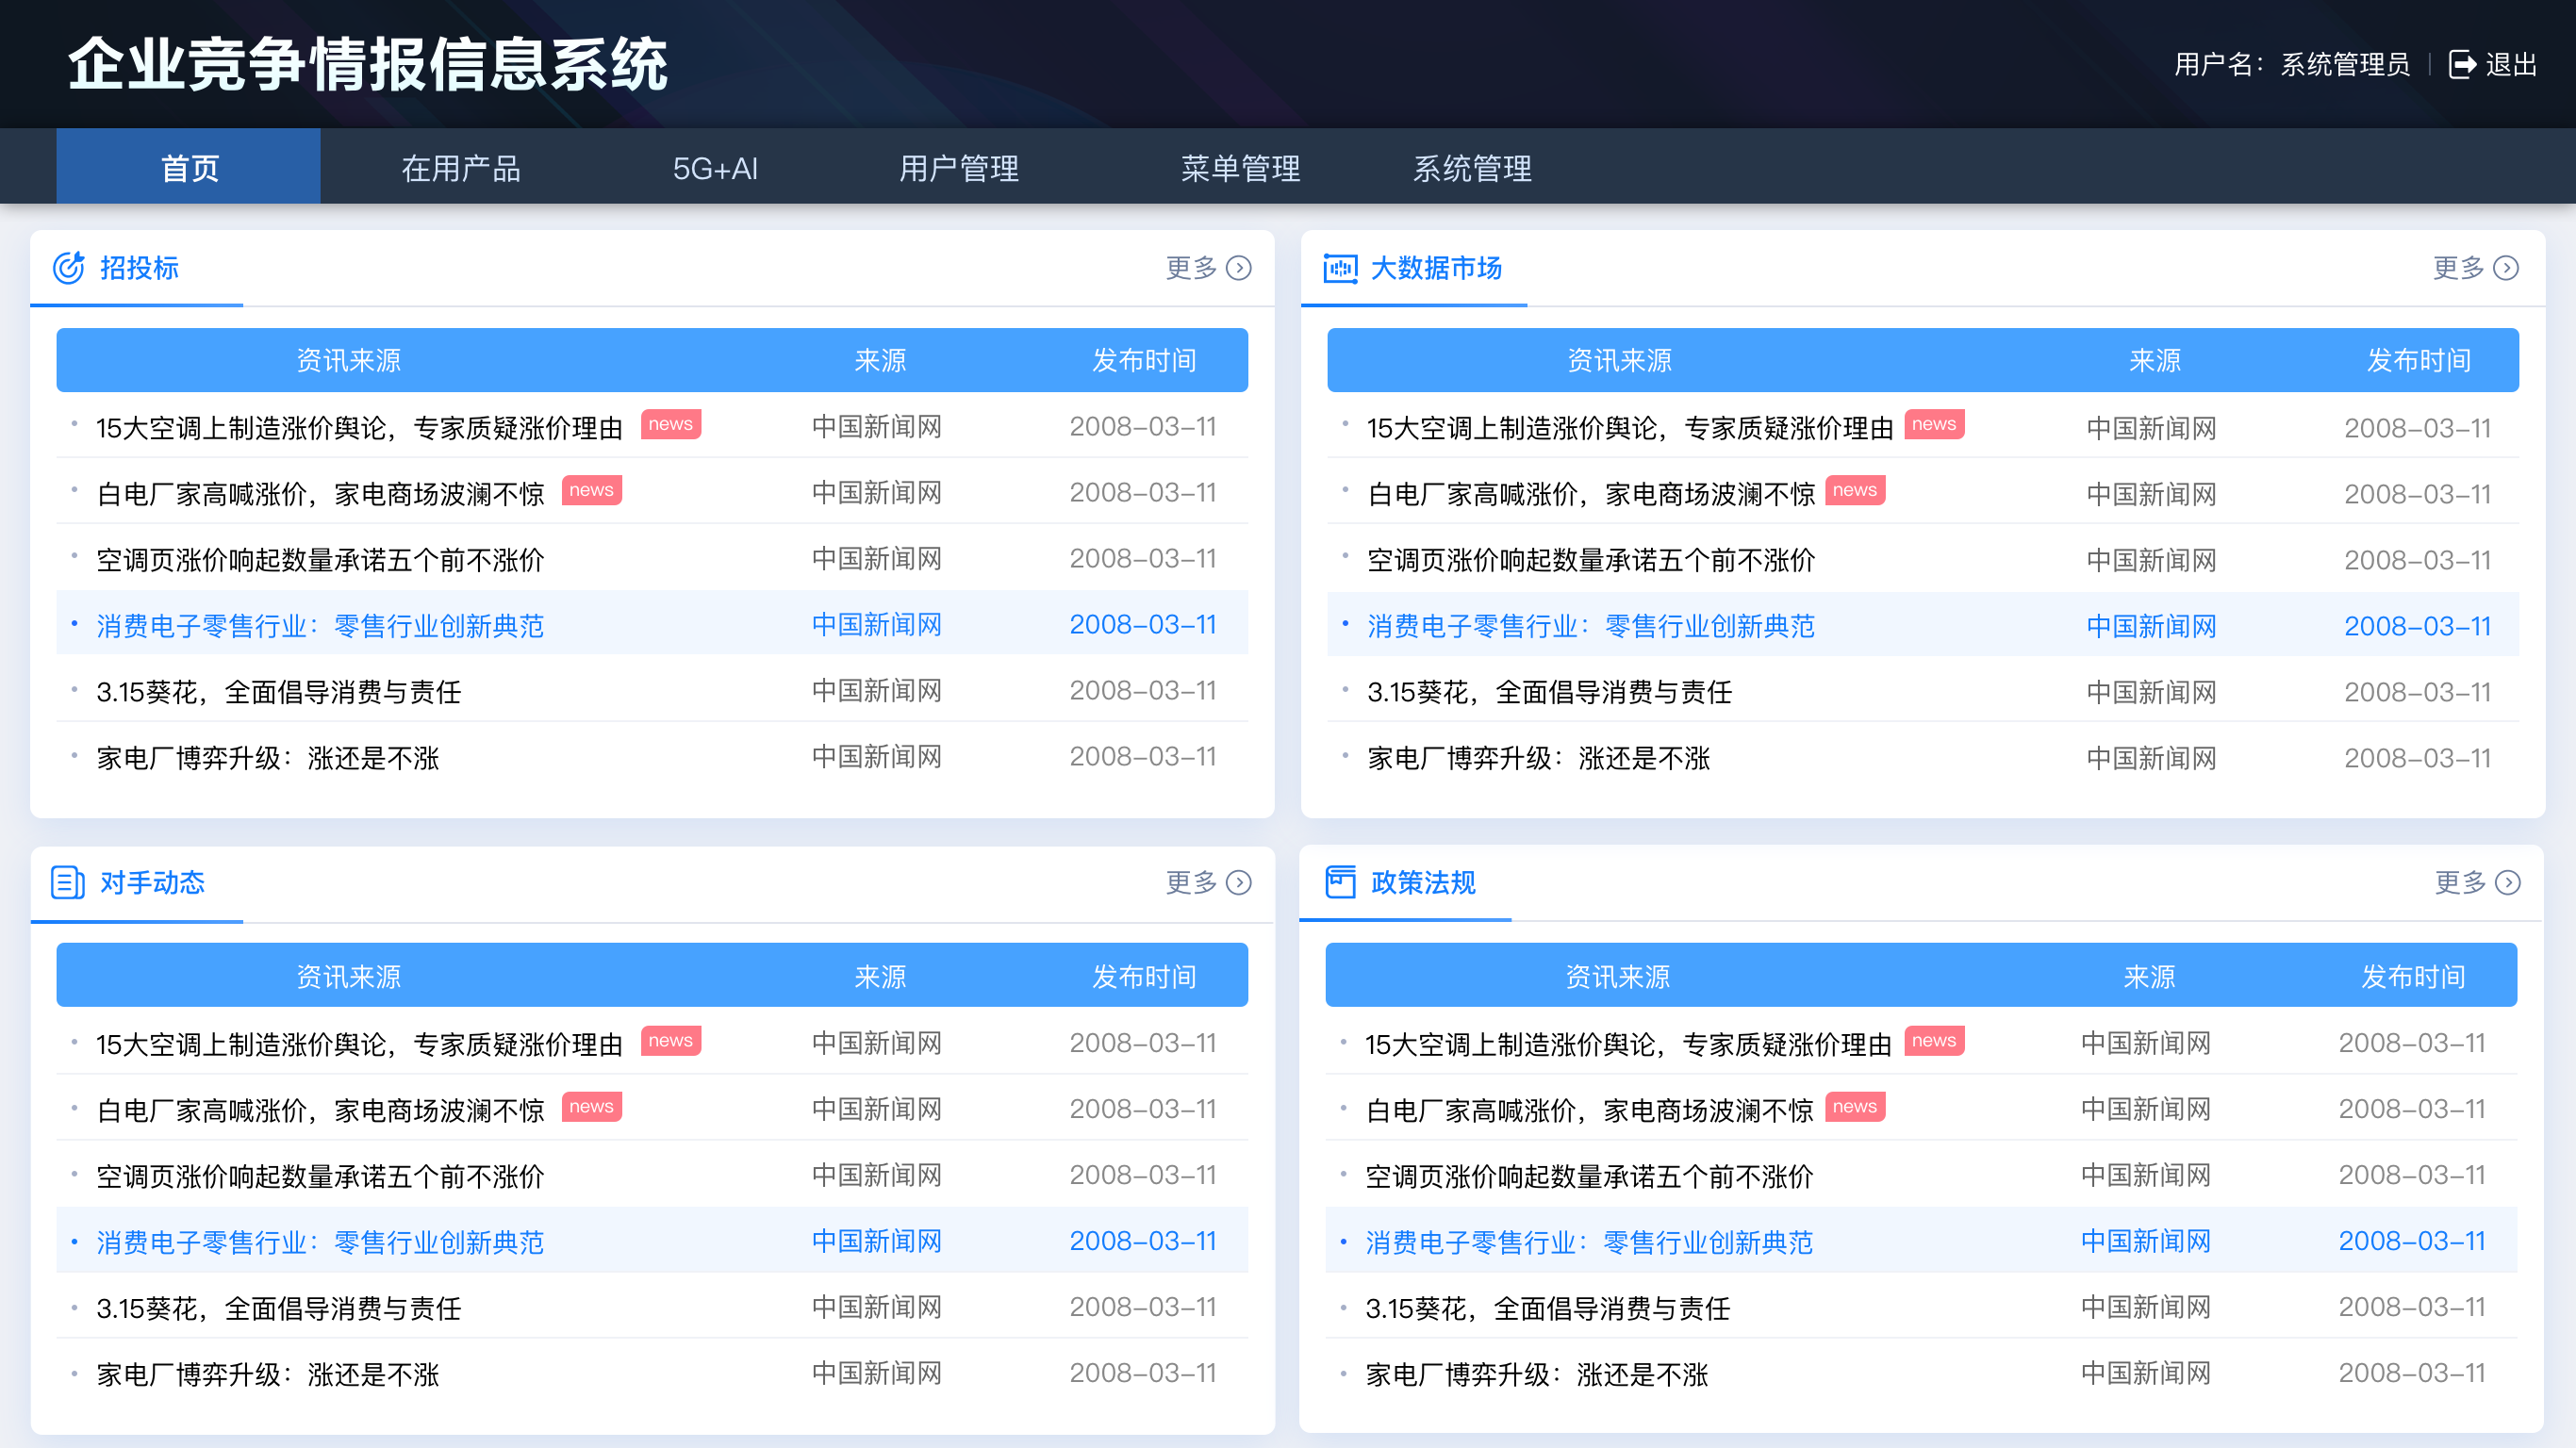 企业竞争情报信息系统
用户名：系统管理员 | 退出
首页 在用产品 5G+AI 用户管理 菜单管理 系统管理
招投标 更多
资讯来源 来源 发布时间
15大空调上制造涨价舆论，专家质疑涨价理由 news 中国新闻网 2008-03-11
白电厂家高喊涨价，家电商场波澜不惊 news 中国新闻网 2008-03-11
空调页涨价响起数量承诺五个前不涨价 中国新闻网 2008-03-11
消费电子零售行业：零售行业创新典范 中国新闻网 2008-03-11
3.15葵花，全面倡导消费与责任 中国新闻网 2008-03-11
家电厂博弈升级：涨还是不涨 中国新闻网 2008-03-11
大数据市场 更多
资讯来源 来源 发布时间
15大空调上制造涨价舆论，专家质疑涨价理由 news 中国新闻网 2008-03-11
白电厂家高喊涨价，家电商场波澜不惊 news 中国新闻网 2008-03-11
空调页涨价响起数量承诺五个前不涨价 中国新闻网 2008-03-11
消费电子零售行业：零售行业创新典范 中国新闻网 2008-03-11
3.15葵花，全面倡导消费与责任 中国新闻网 2008-03-11
家电厂博弈升级：涨还是不涨 中国新闻网 2008-03-11
对手动态 更多
资讯来源 来源 发布时间
15大空调上制造涨价舆论，专家质疑涨价理由 news 中国新闻网 2008-03-11
白电厂家高喊涨价，家电商场波澜不惊 news 中国新闻网 2008-03-11
空调页涨价响起数量承诺五个前不涨价 中国新闻网 2008-03-11
消费电子零售行业：零售行业创新典范 中国新闻网 2008-03-11
3.15葵花，全面倡导消费与责任 中国新闻网 2008-03-11
家电厂博弈升级：涨还是不涨 中国新闻网 2008-03-11
政策法规 更多
资讯来源 来源 发布时间
15大空调上制造涨价舆论，专家质疑涨价理由 news 中国新闻网 2008-03-11
白电厂家高喊涨价，家电商场波澜不惊 news 中国新闻网 2008-03-11
空调页涨价响起数量承诺五个前不涨价 中国新闻网 2008-03-11
消费电子零售行业：零售行业创新典范 中国新闻网 2008-03-11
3.15葵花，全面倡导消费与责任 中国新闻网 2008-03-11
家电厂博弈升级：涨还是不涨 中国新闻网 2008-03-11